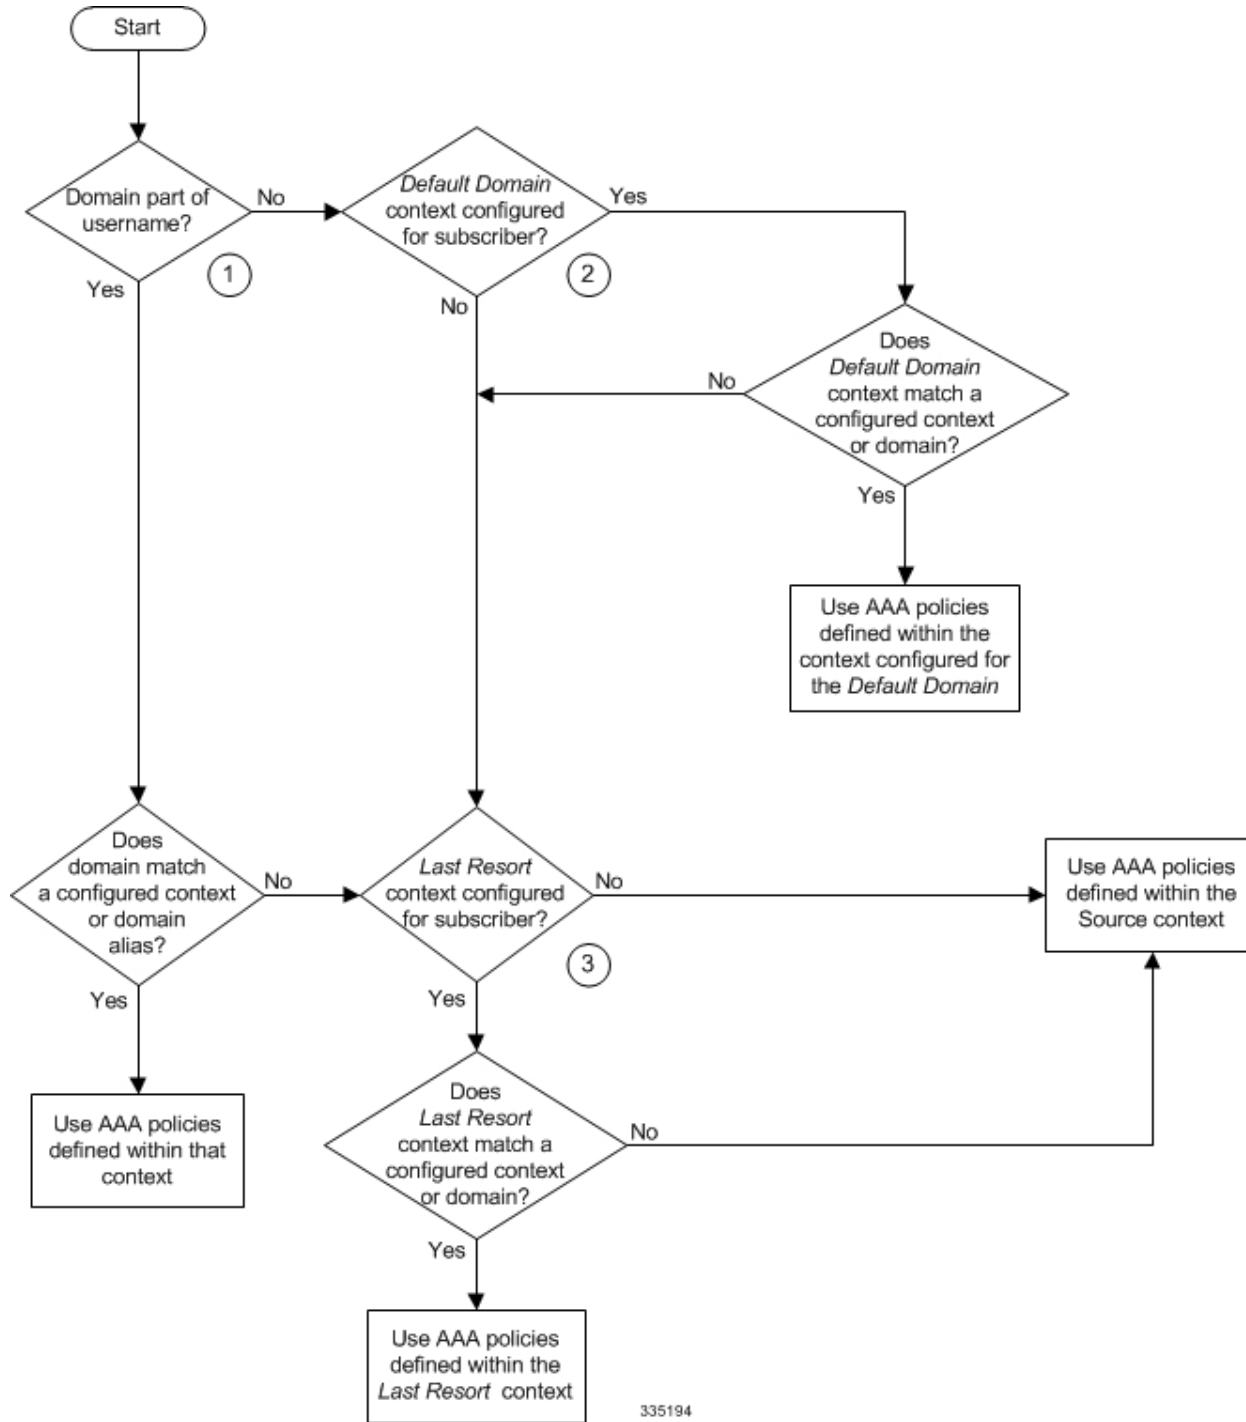 Start
Domain part of
username?
No
Yes
1
Default Domain
context configured
for subscriber?
Yes
No
2
Does
Default Domain
context match a
configured context
or domain?
No
Yes
Use AAA policies
defined within the
context configured for
the Default Domain
Does
domain match
a configured context
or domain
alias?
No
Yes
Use AAA policies
defined within that
context
Last Resort
context configured
for subscriber?
No
Yes
3
Use AAA policies
defined within the
Source context
Does
Last Resort
context match a
configured context
or domain?
No
Yes
Use AAA policies
defined within the
Last Resort context
335194